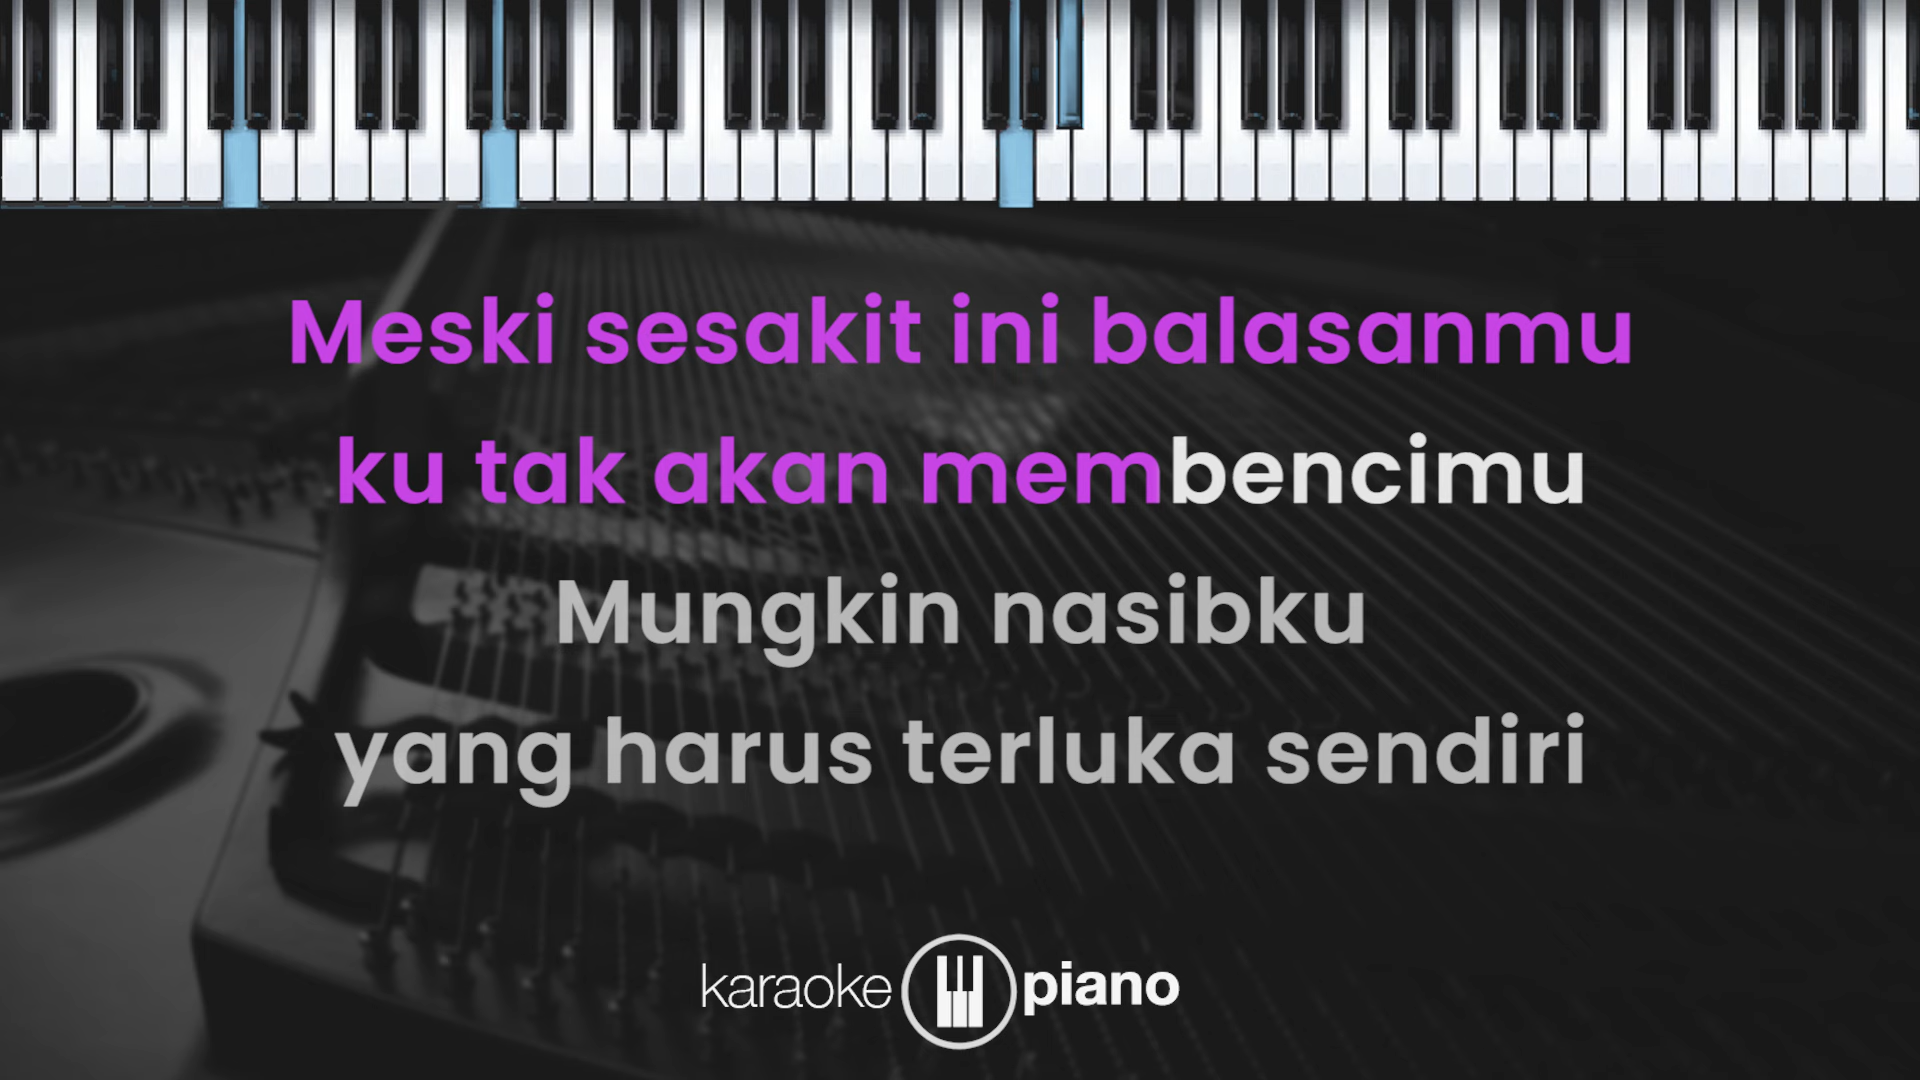 Meski sesakit ini balasanmu
ku tak akan membencimu
Mungkin nasibku
yang harus terluka sendiri
karaoke piano